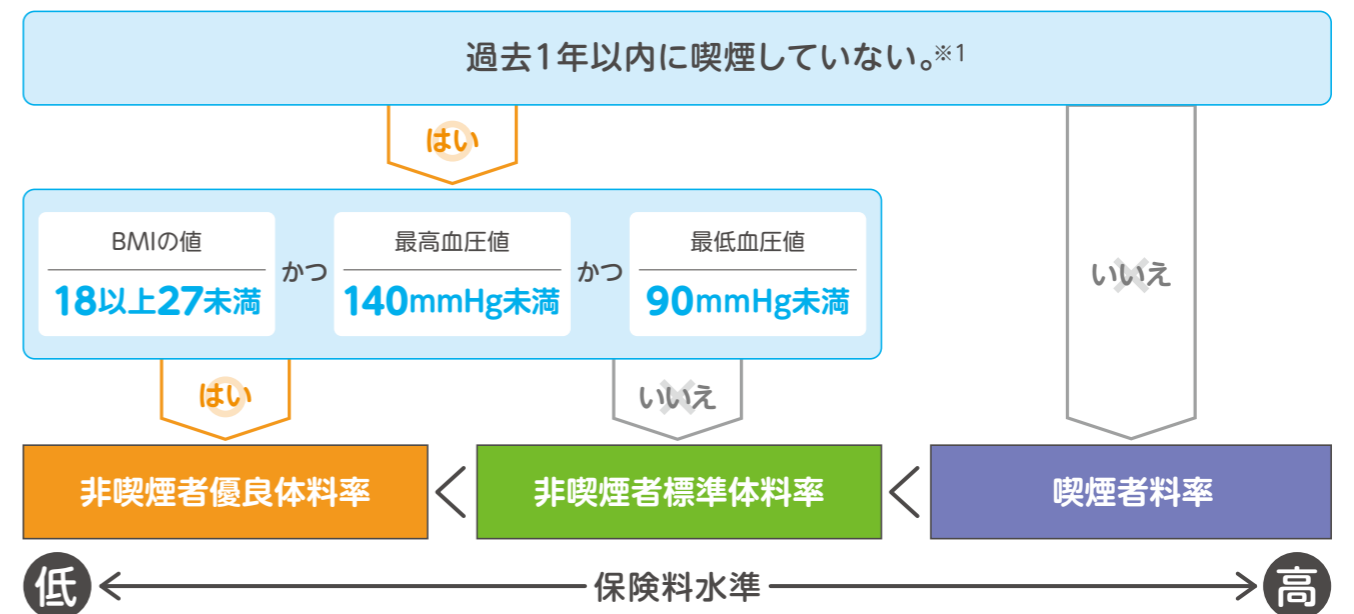 過去1年以内に喫煙していない。※1
はい
いいえ
BMIの値
18以上27未満
かつ
最高血圧値
140mmHg未満
かつ
最低血圧値
90mmHg未満
はい
いいえ
非喫煙者優良体料率
<
非喫煙者標準体料率
<
喫煙者料率
低
保険料水準
高